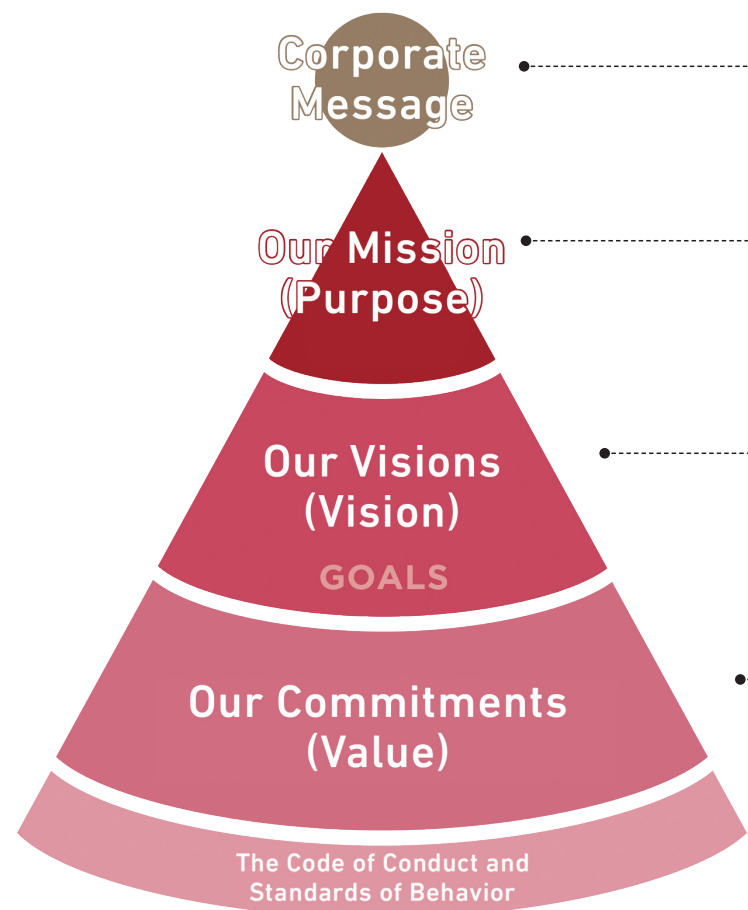 Corporate
Message
Our Mission
(Purpose)
Our Visions
(Vision)
GOALS
Our Commitments
(Value)
The Code of Conduct and
Standards of Behavior